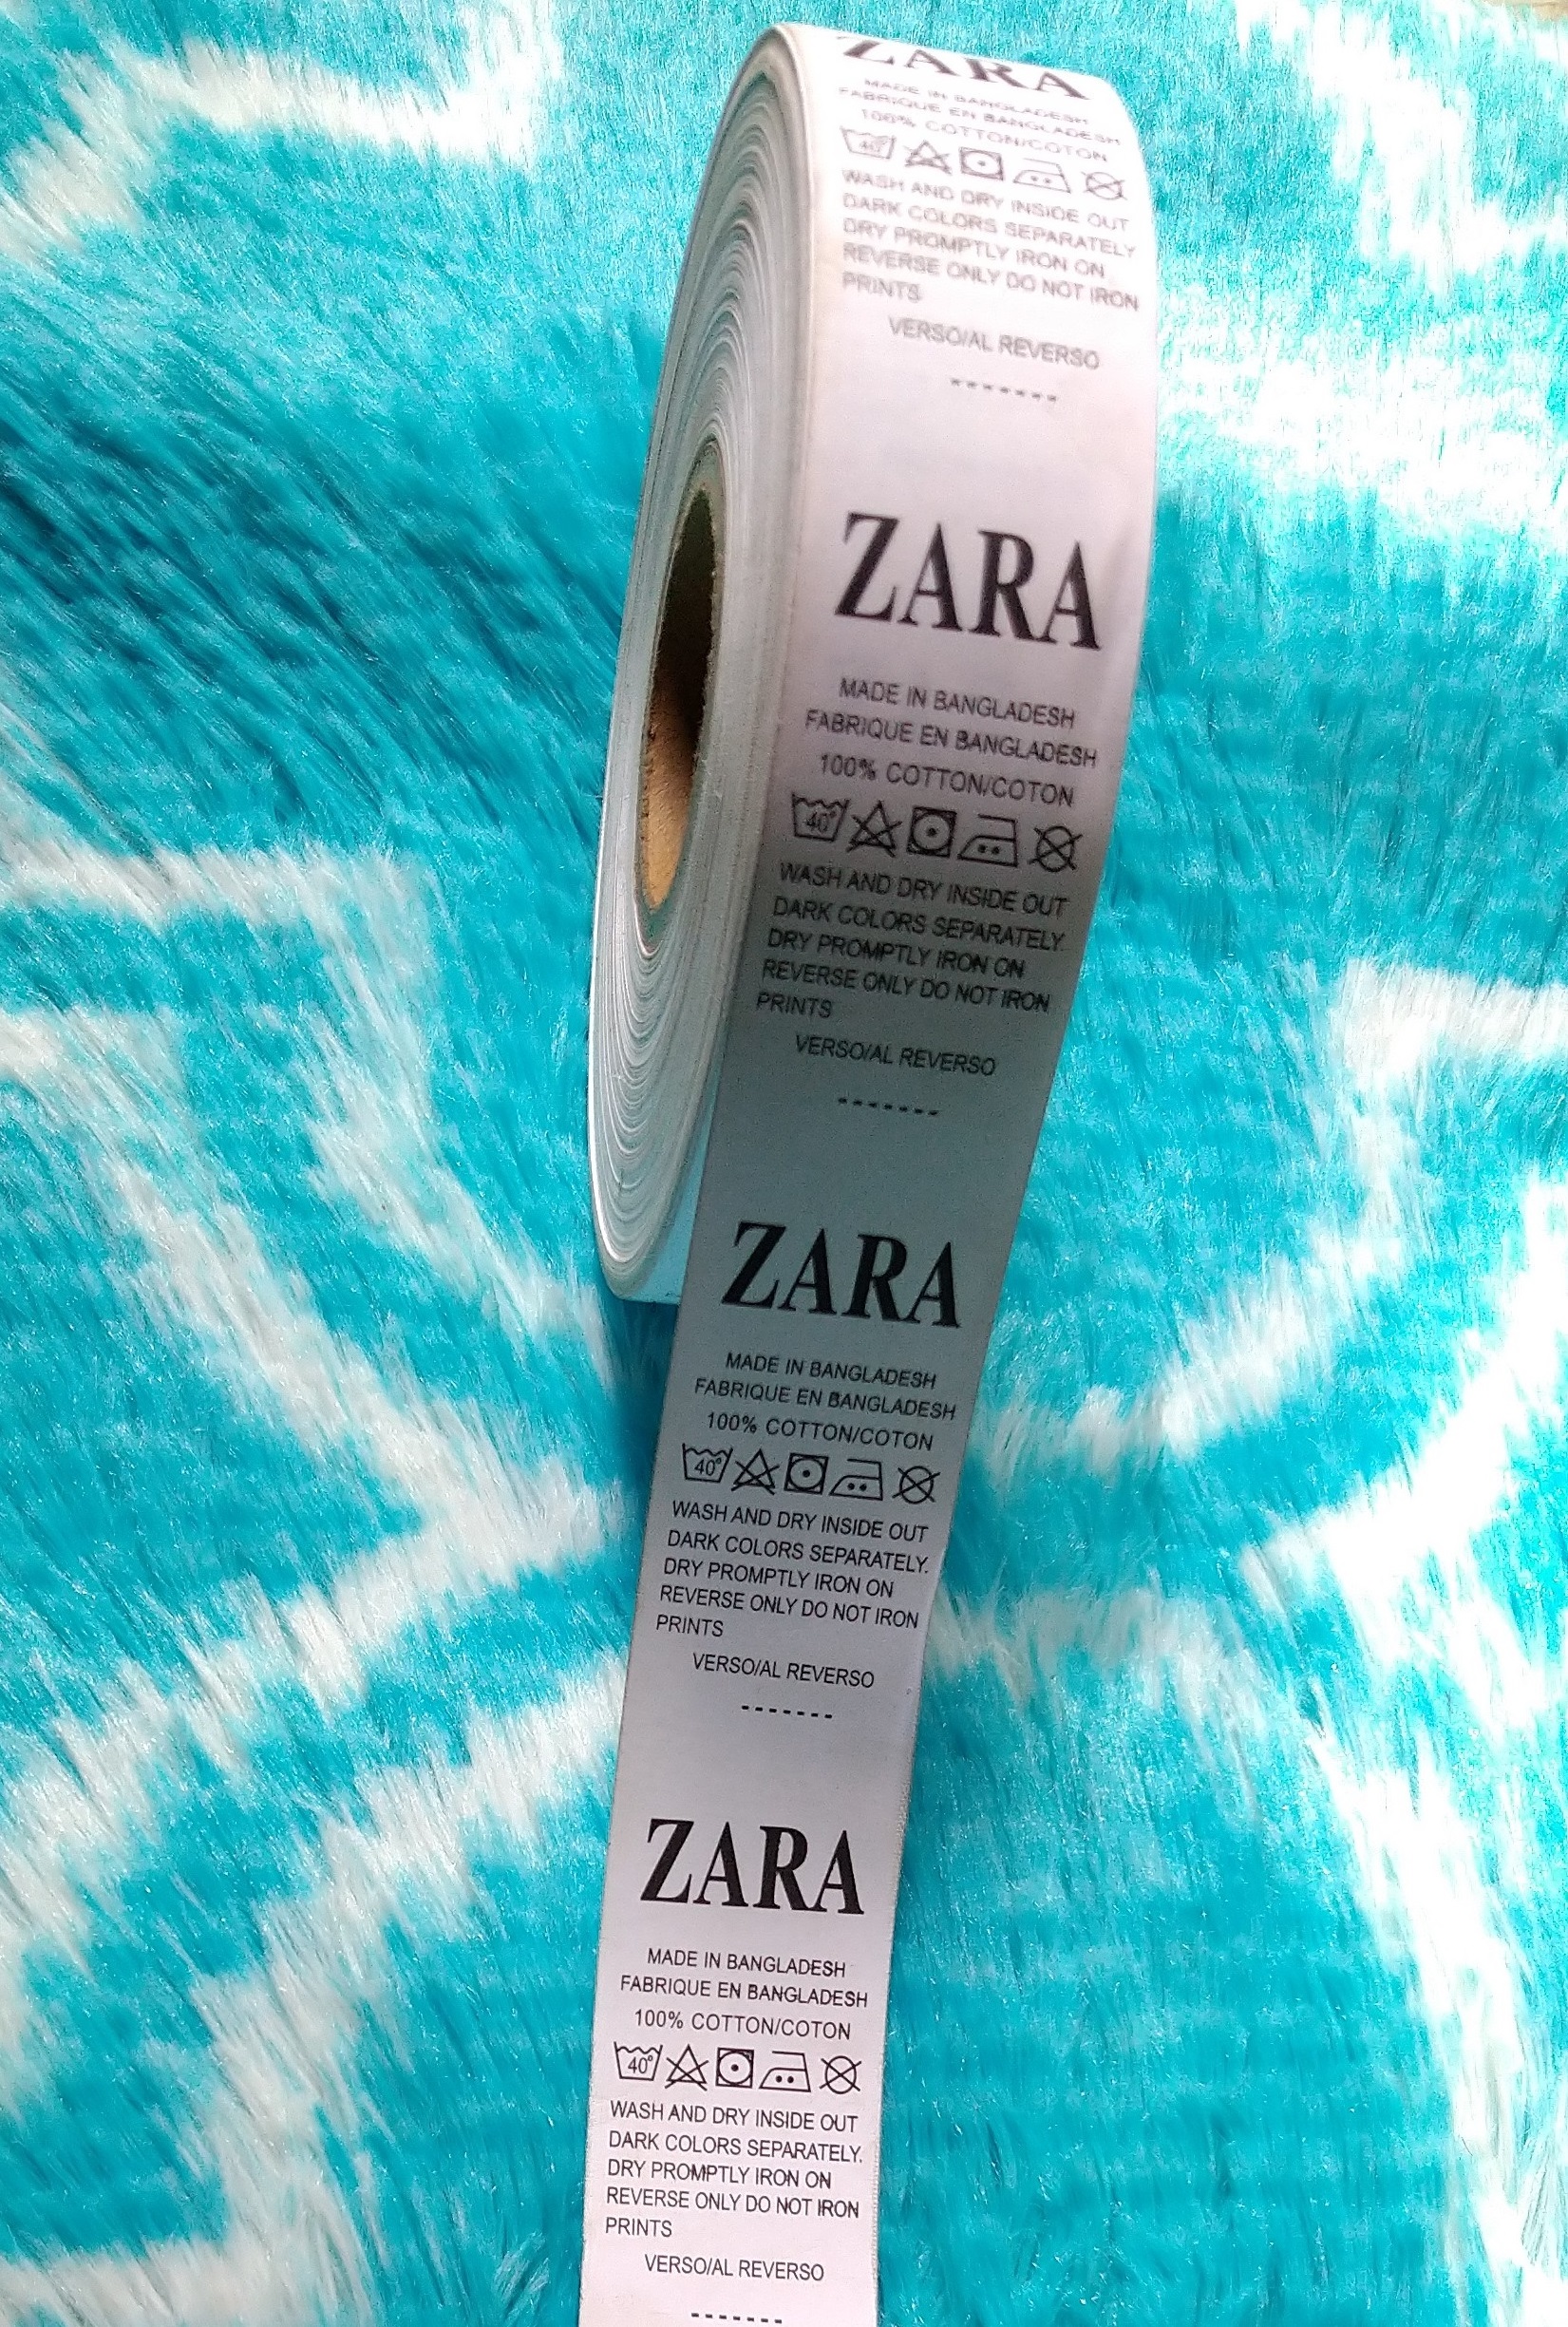 ZARA
MADE IN BANGLADESH
FABRIQUE EN BANGLADESH
100% COTTON/COTON
40°
WASH AND DRY INSIDE OUT
DARK COLORS SEPARATELY
DRY PROMPTLY IRON ON
REVERSE ONLY DO NOT IRON
PRINTS
VERSO/AL REVERSO
-------
ZARA
MADE IN BANGLADESH
FABRIQUE EN BANGLADESH
100% COTTON/COTON
40°
WASH AND DRY INSIDE OUT
DARK COLORS SEPARATELY.
DRY PROMPTLY IRON ON
REVERSE ONLY DO NOT IRON
PRINTS
VERSO/AL REVERSO
-------
ZARA
MADE IN BANGLADESH
FABRIQUE EN BANGLADESH
100% COTTON/COTON
40°
WASH AND DRY INSIDE OUT
DARK COLORS SEPARATELY.
DRY PROMPTLY IRON ON
REVERSE ONLY DO NOT IRON
PRINTS
VERSO/AL REVERSO
-------
ZARA
MADE IN BANGLADESH
FABRIQUE EN BANGLADESH
100% COTTON/COTON
40°
WASH AND DRY INSIDE OUT
DARK COLORS SEPARATELY.
DRY PROMPTLY IRON ON
REVERSE ONLY DO NOT IRON
PRINTS
VERSO/AL REVERSO
-------